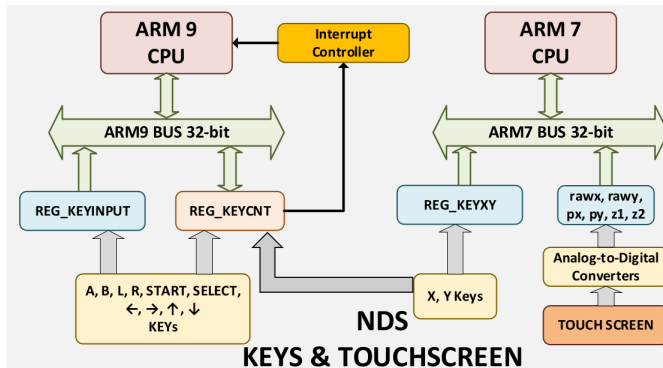 ARM 9
CPU
Interrupt
Controller
ARM 7
CPU
ARM9 BUS 32-bit
ARM7 BUS 32-bit
REG_KEYINPUT
REG_KEYCNT
REG_KEYXY
rawx, rawy,
px, py, z1, z2
A, B, L, R, START, SELECT,
←, →, ↑, ↓
KEYs
X, Y Keys
Analog-to-Digital
Converters
TOUCH SCREEN
NDS
KEYS & TOUCHSCREEN